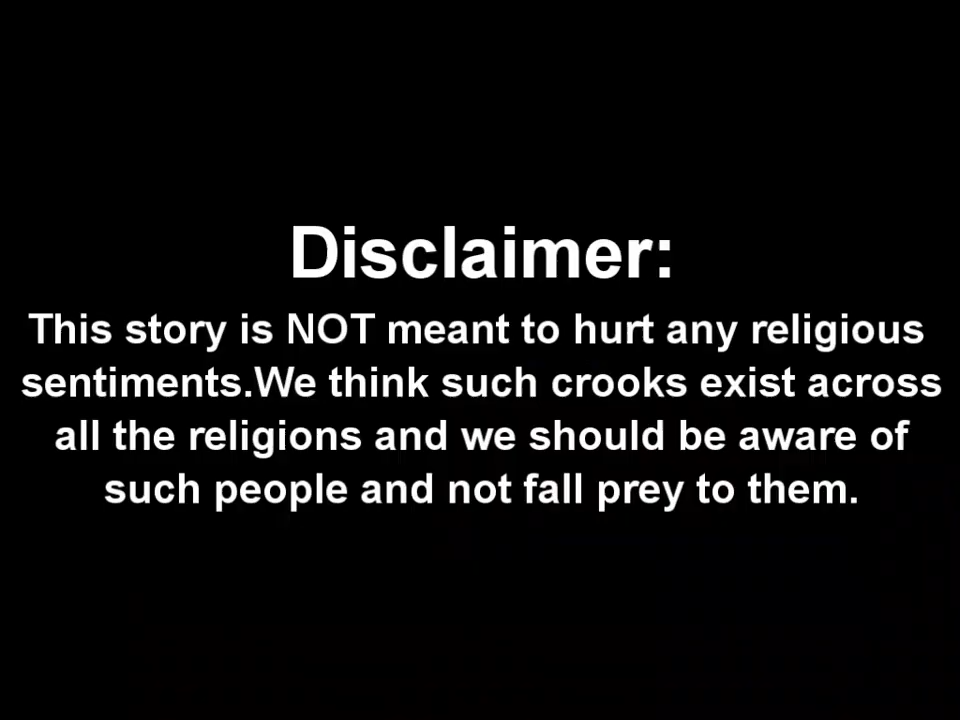 Disclaimer:
This story is NOT meant to hurt any religious
sentiments.We think such crooks exist across
all the religions and we should be aware of
such people and not fall prey to them.